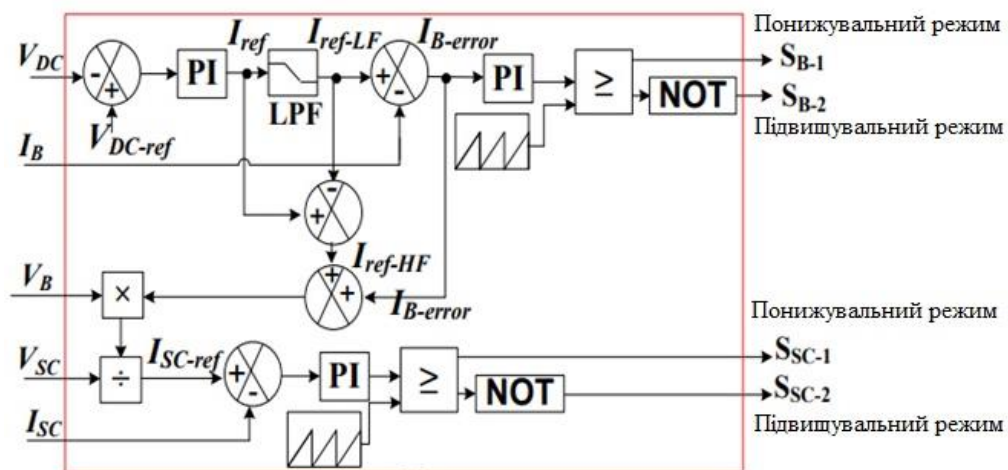 Понижувальний режим
I_ref I_ref-LF I_B-error
V_DC - + PI LPF + - PI ≥ S_B-1
NOT S_B-2
V_DC-ref
Підвищувальний режим
I_B
- +
I_ref-HF
V_B × + + I_B-error
Понижувальний режим
V_SC ÷ I_SC-ref + - PI ≥ S_SC-1
NOT S_SC-2
I_SC
Підвищувальний режим